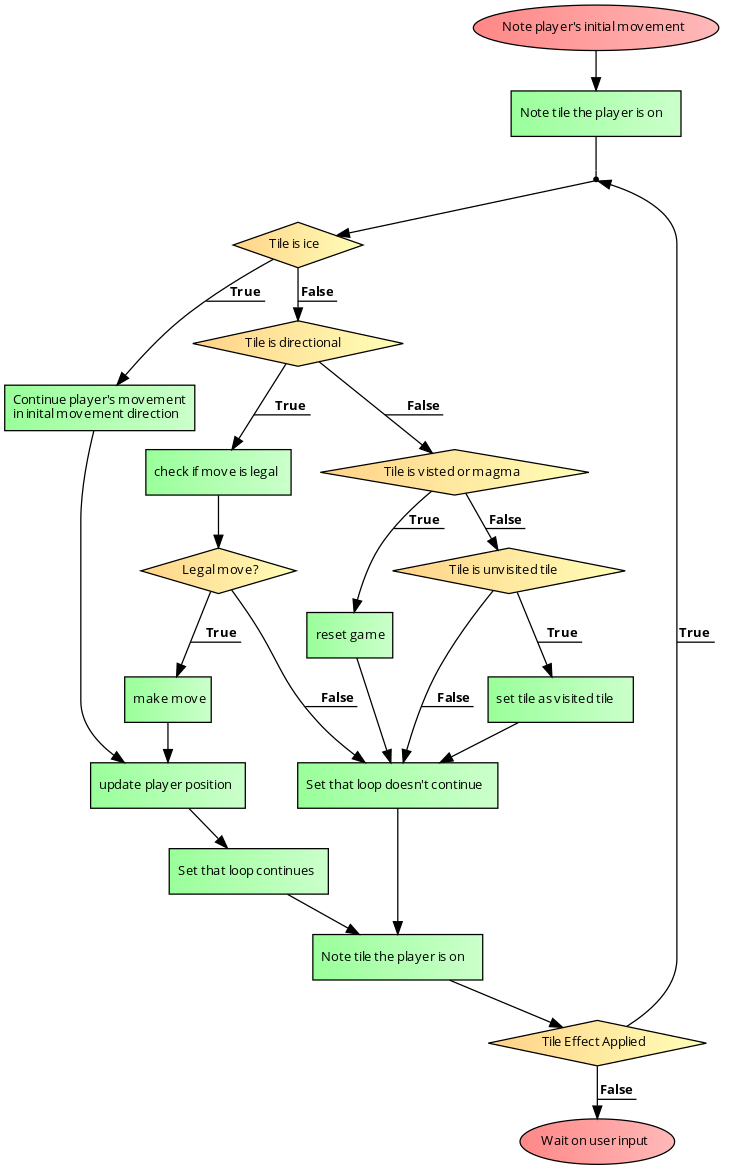 Note player's initial movement
Note tile the player is on
Tile is ice
True
False
Tile is directional
Continue player's movement
in inital movement direction
True
False
check if move is legal
Tile is visted or magma
True
False
Legal move?
Tile is unvisited tile
reset game
True
True
True
make move
False
False
set tile as visited tile
update player position
Set that loop doesn't continue
Set that loop continues
Note tile the player is on
Tile Effect Applied
False
Wait on user input